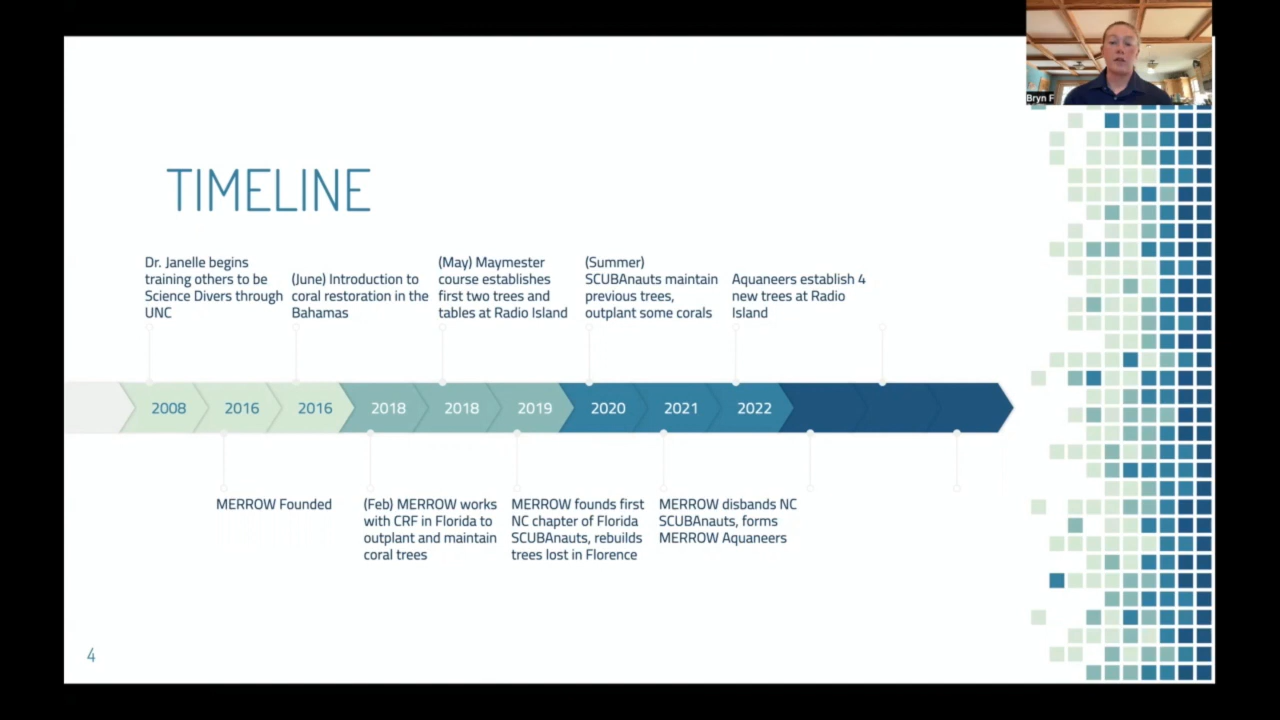 Bryn F
TIMELINE
Dr. Janelle begins
training others to be
Science Divers through
UNC
(June) Introduction to
coral restoration in the
Bahamas
(May) Maymester
course establishes
first two trees and
tables at Radio Island
(Summer)
SCUBAnauts maintain
previous trees,
outplant some corals
Aquaneers establish 4
new trees at Radio
Island
2008
2016
2016
2018
2018
2019
2020
2021
2022
MERROW Founded
(Feb) MERROW works
with CRF in Florida to
outplant and maintain
coral trees
MERROW founds first
NC chapter of Florida
SCUBAnauts, rebuilds
trees lost in Florence
MERROW disbands NC
SCUBAnauts, forms
MERROW Aquaneers
4